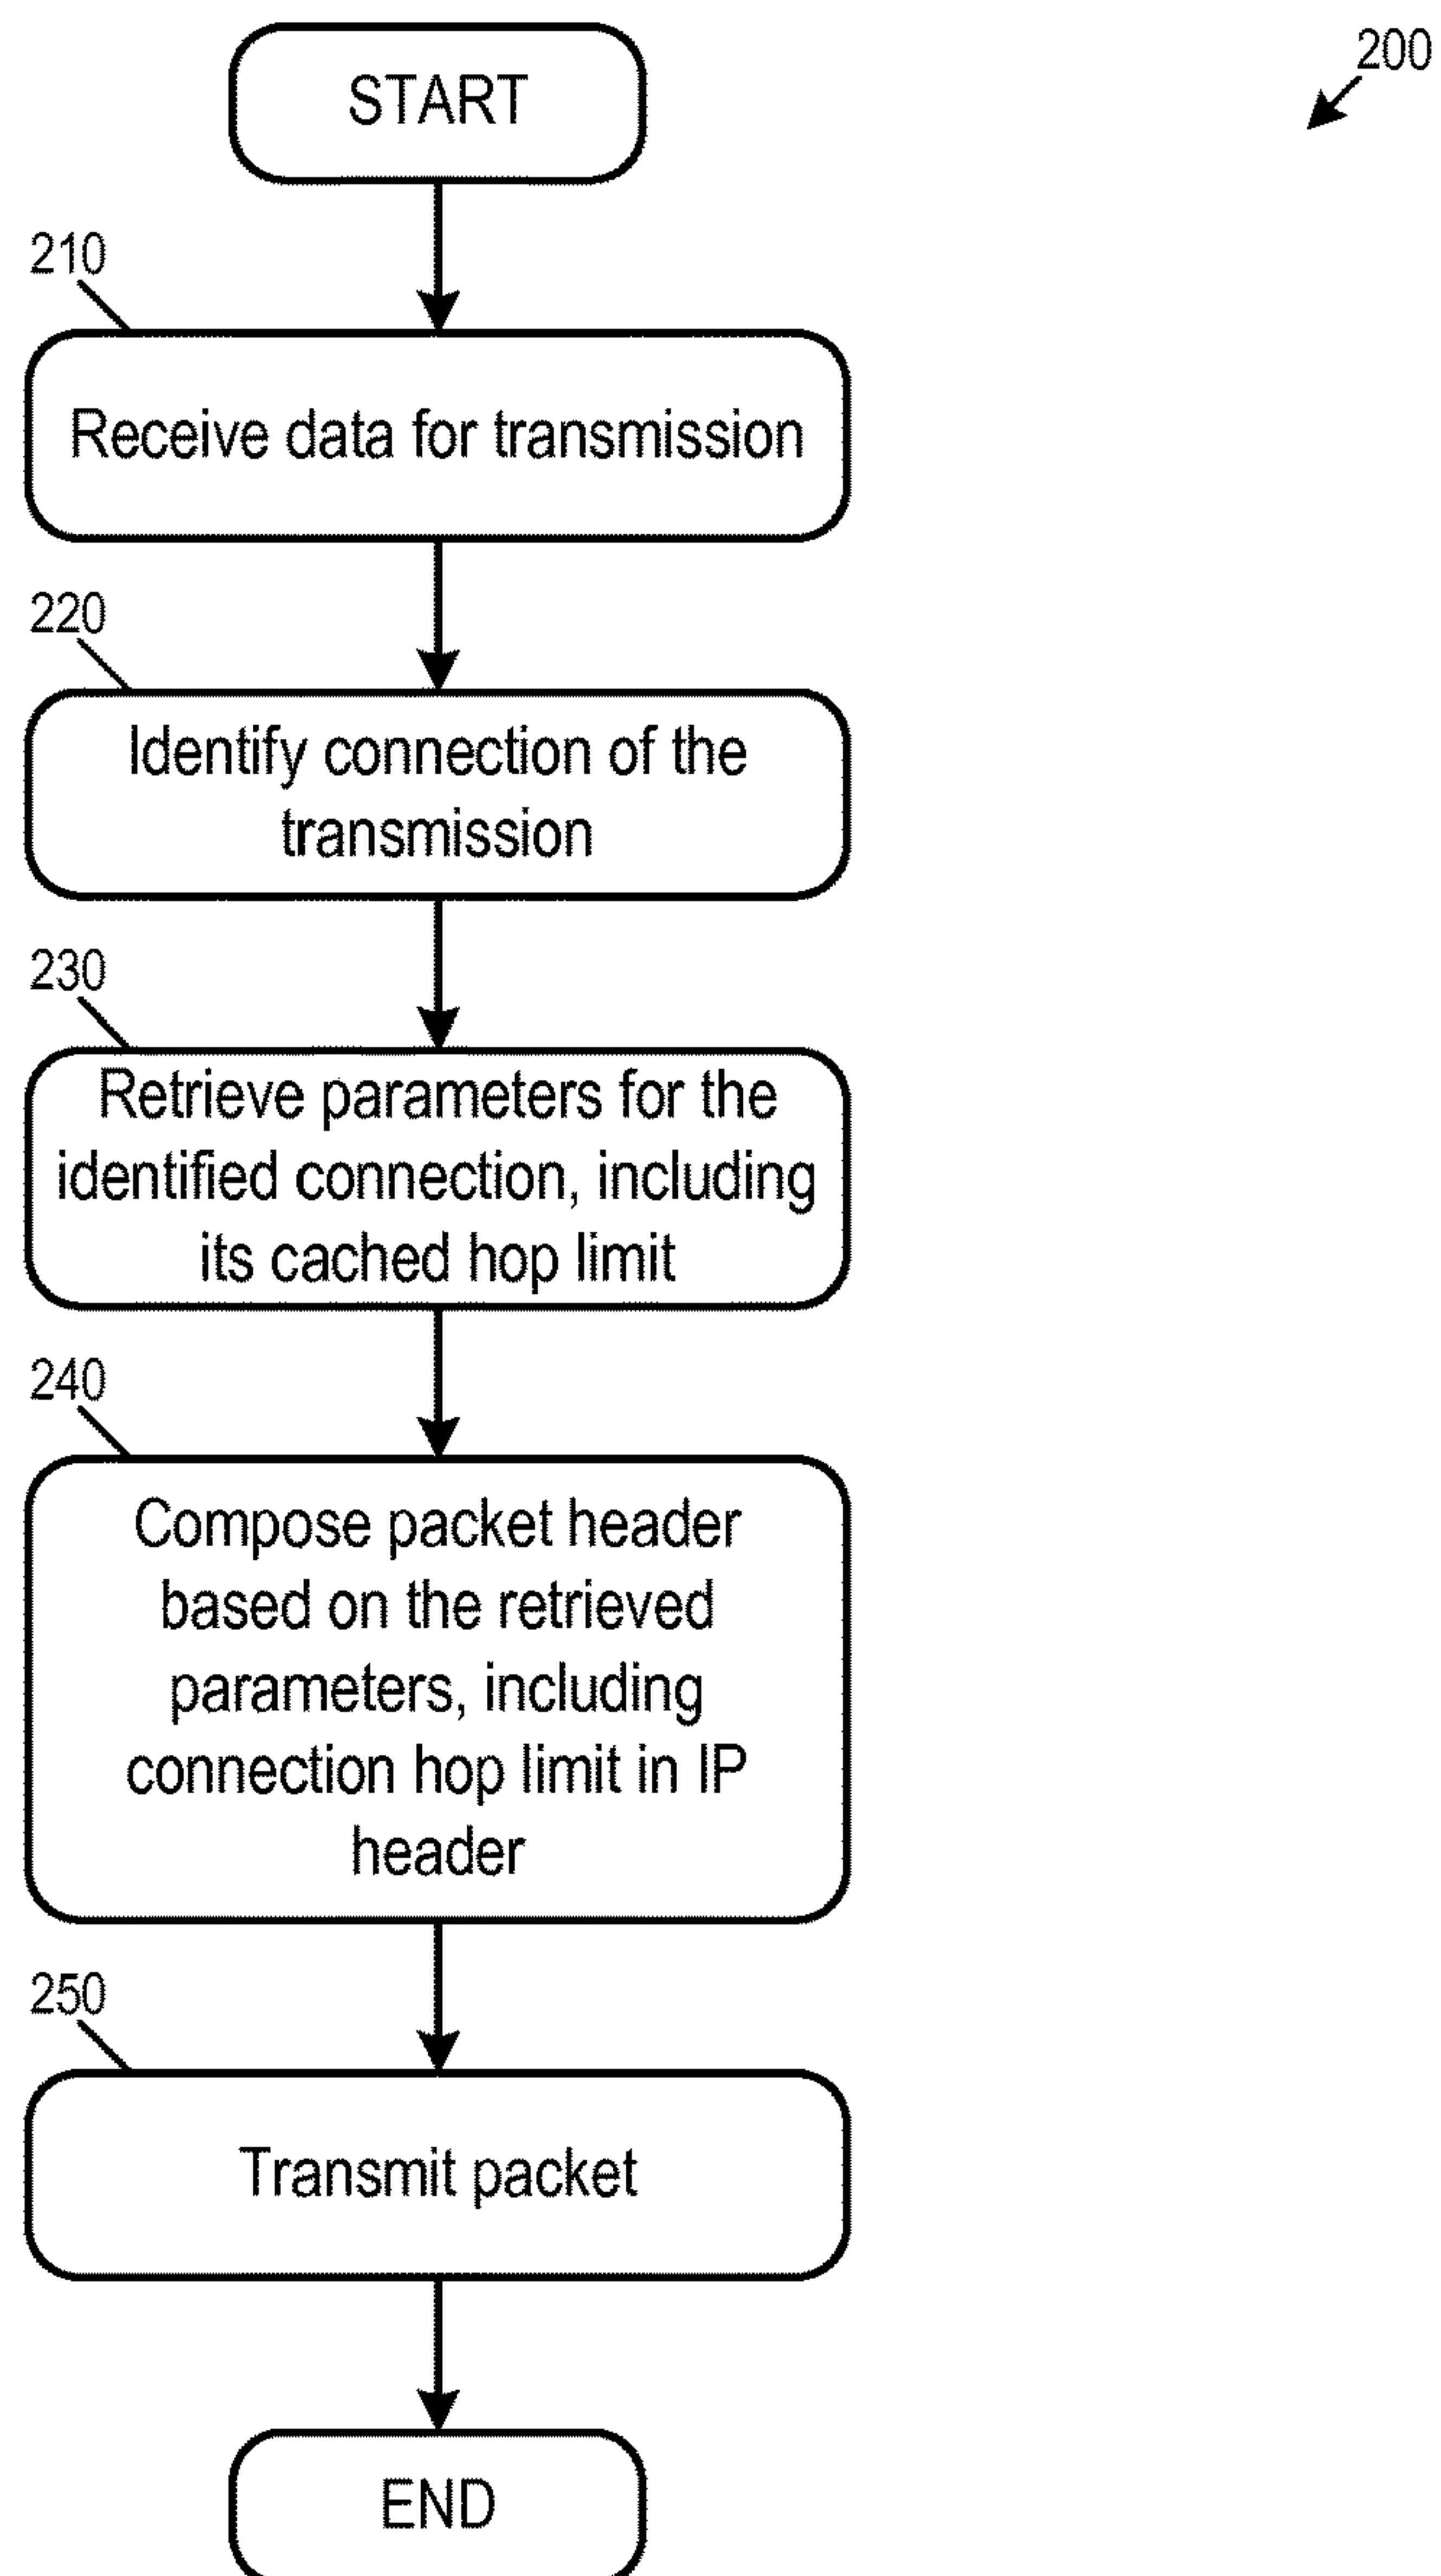 START
200
210
Receive data for transmission
220
Identify connection of the
transmission
230
Retrieve parameters for the
identified connection, including
its cached hop limit
240
Compose packet header
based on the retrieved
parameters, including
connection hop limit in IP
header
250
Transmit packet
END